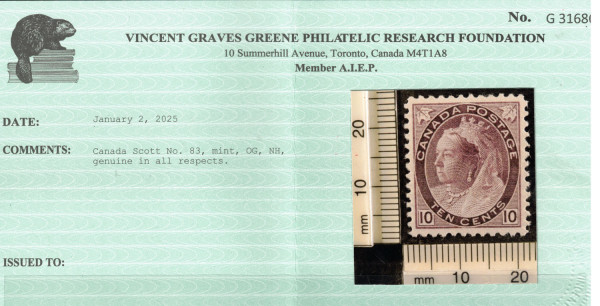 No. G 31680
VINCENT GRAVES GREENE PHILATELIC RESEARCH FOUNDATION
10 Summerhill Avenue, Toronto, Canada M4T1A8
Member A.I.E.P.
DATE: January 2, 2025
COMMENTS: Canada Scott No. 83, mint, OG, NH,
genuine in all respects.
20
10
mm
CANADA POSTAGE
10 10
TEN CENTS
mm 10 20
ISSUED TO: